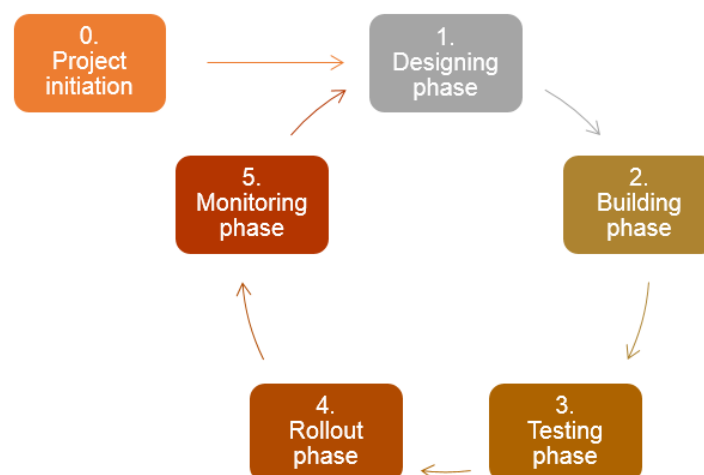 0.
Project
initiation
1.
Designing
phase
2.
Building
phase
3.
Testing
phase
4.
Rollout
phase
5.
Monitoring
phase